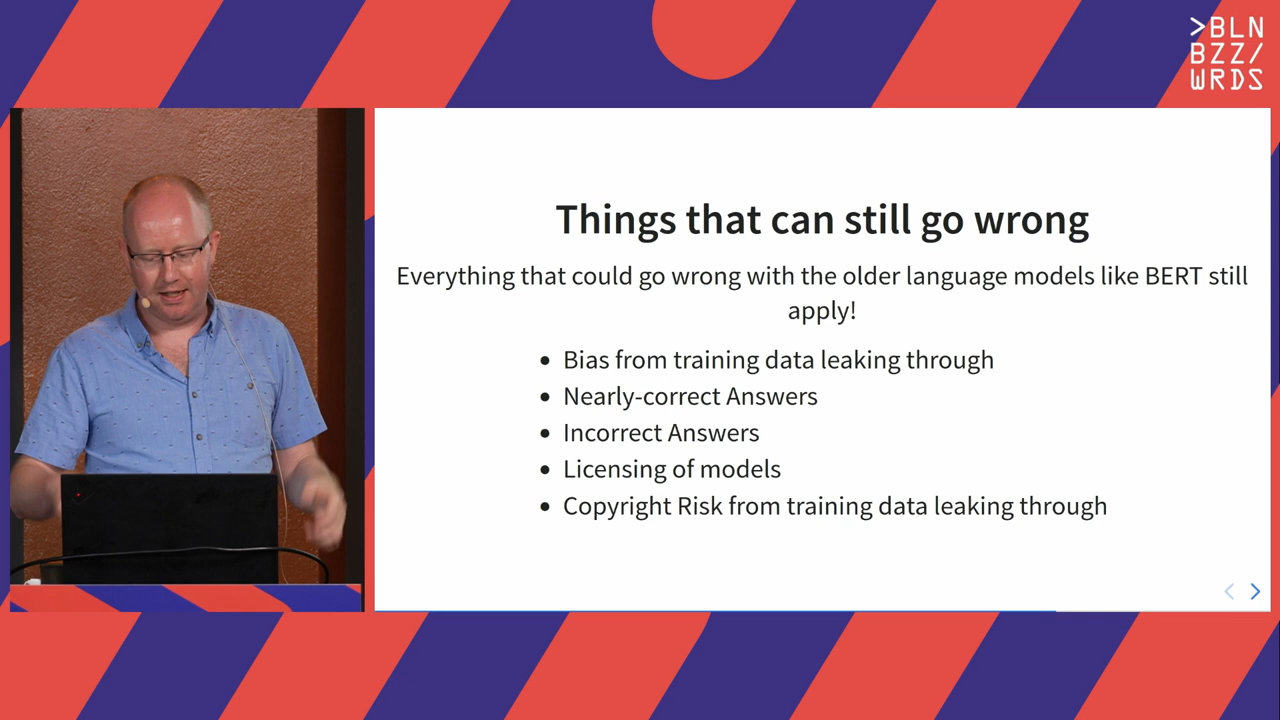 >BLN
BZZ/
WRDS
Things that can still go wrong
Everything that could go wrong with the older language models like BERT still
apply!
• Bias from training data leaking through
• Nearly-correct Answers
• Incorrect Answers
• Licensing of models
• Copyright Risk from training data leaking through